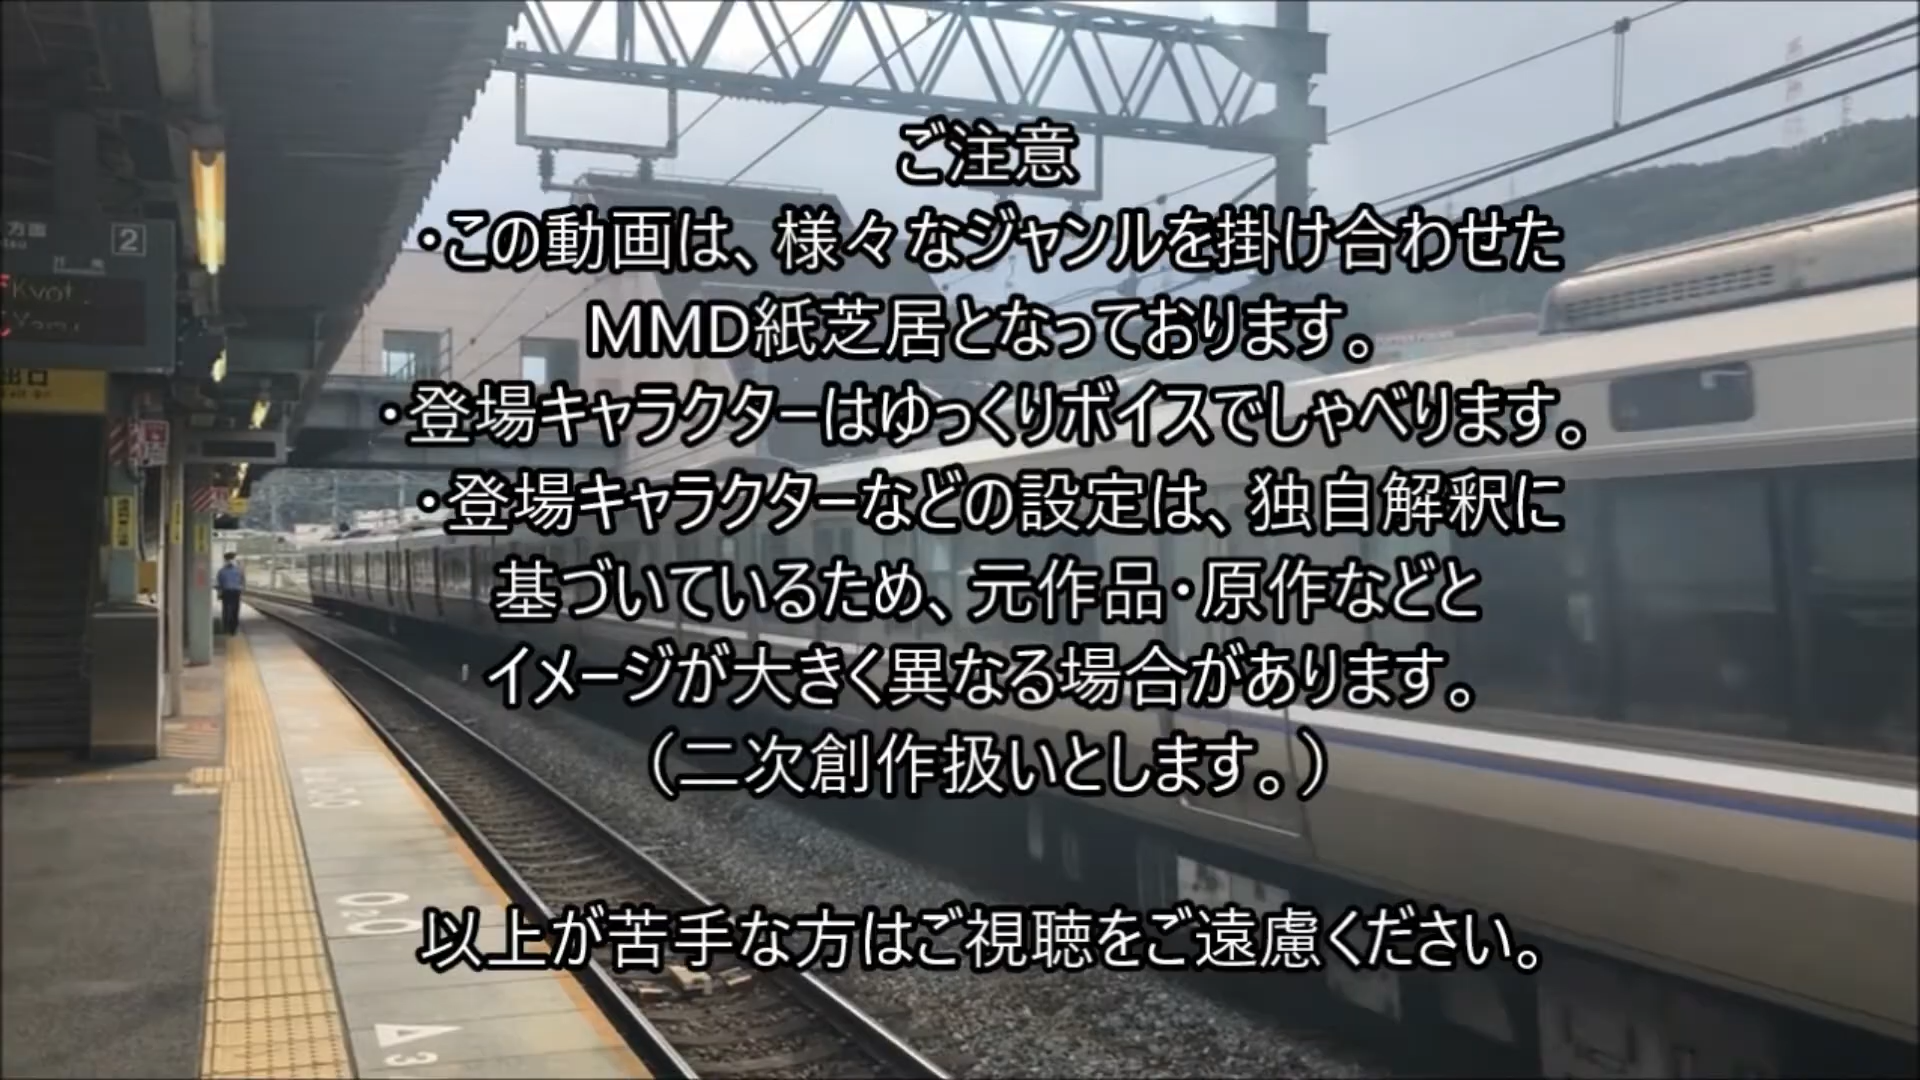 ご注意
・この動画は、様々なジャンルを掛け合わせた
MMD紙芝居となっております。
・登場キャラクターはゆっくりボイスでしゃべります。
・登場キャラクターなどの設定は、独自解釈に
基づいているため、元作品・原作などと
イメージが大きく異なる場合があります。
（二次創作扱いとします。）
以上が苦手な方はご視聴をご遠慮ください。
方面
2
出口
△3